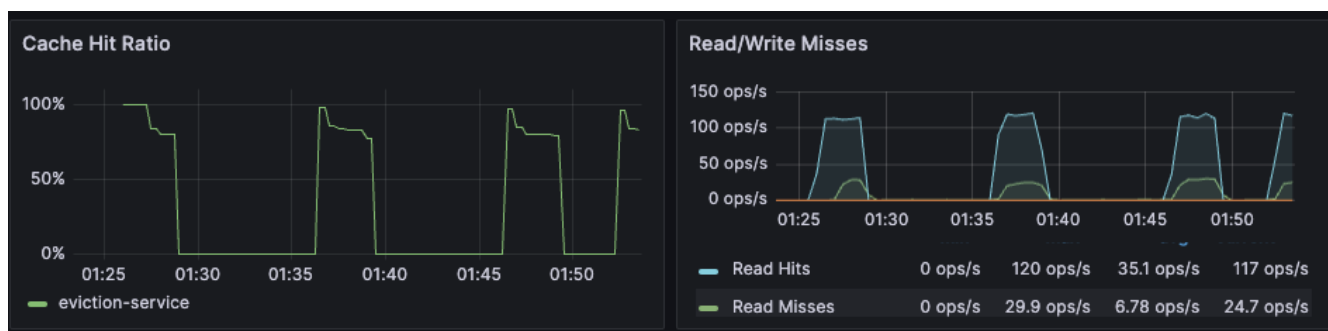 Cache Hit Ratio
100%
50%
0%
01:25 01:30 01:35 01:40 01:45 01:50
eviction-service
Read/Write Misses
150 ops/s
100 ops/s
50 ops/s
0 ops/s
01:25 01:30 01:35 01:40 01:45 01:50
Read Hits 0 ops/s 120 ops/s 35.1 ops/s 117 ops/s
Read Misses 0 ops/s 29.9 ops/s 6.78 ops/s 24.7 ops/s